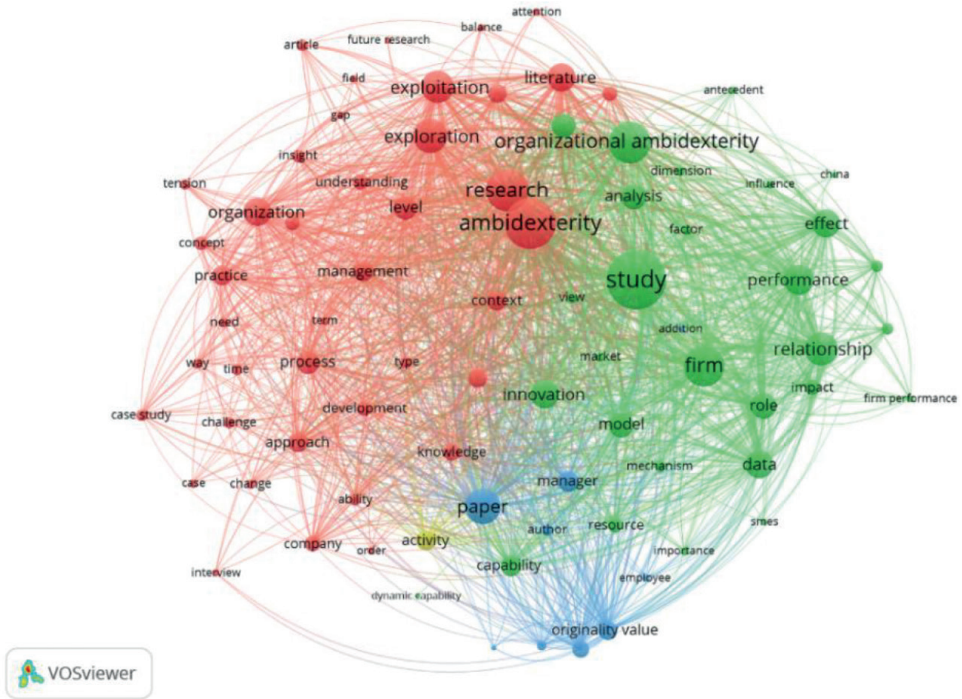 attention
balance
article
future research
literature
field
exploitation
antecedent
gap
exploration
organizational ambidexterity
insight
dimension
china
tension
understanding
influence
research
analysis
level
organization
ambidexterity
effect
factor
concept
practice
management
study
performance
context
view
need
term
addition
relationship
way
time
process
type
market
firm
impact
innovation
firm performance
case study
development
role
challenge
model
approach
knowledge
mechanism
data
case
change
manager
ability
paper
author
resource
smes
company
order
activity
importance
interview
capability
employee
dynamic capability
originality value
VOSviewer